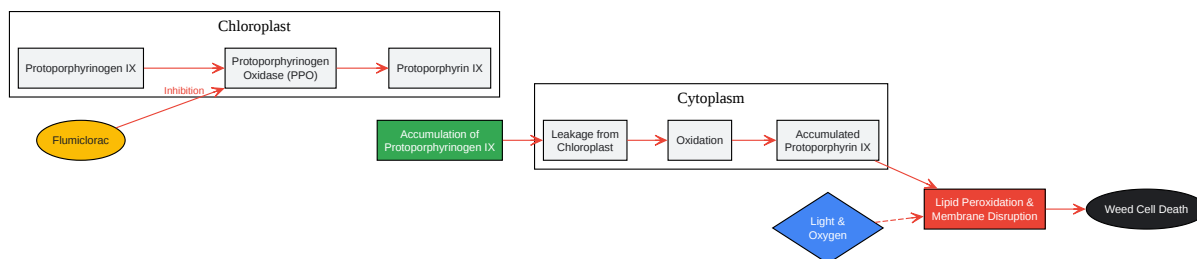 Chloroplast
Protoporphyrinogen IX
Protoporphyrinogen
Oxidase (PPO)
Protoporphyrin IX
Inhibition
Flumiclorac
Cytoplasm
Accumulation of
Protoporphyrinogen IX
Leakage from
Chloroplast
Oxidation
Accumulated
Protoporphyrin IX
Light &
Oxygen
Lipid Peroxidation &
Membrane Disruption
Weed Cell Death